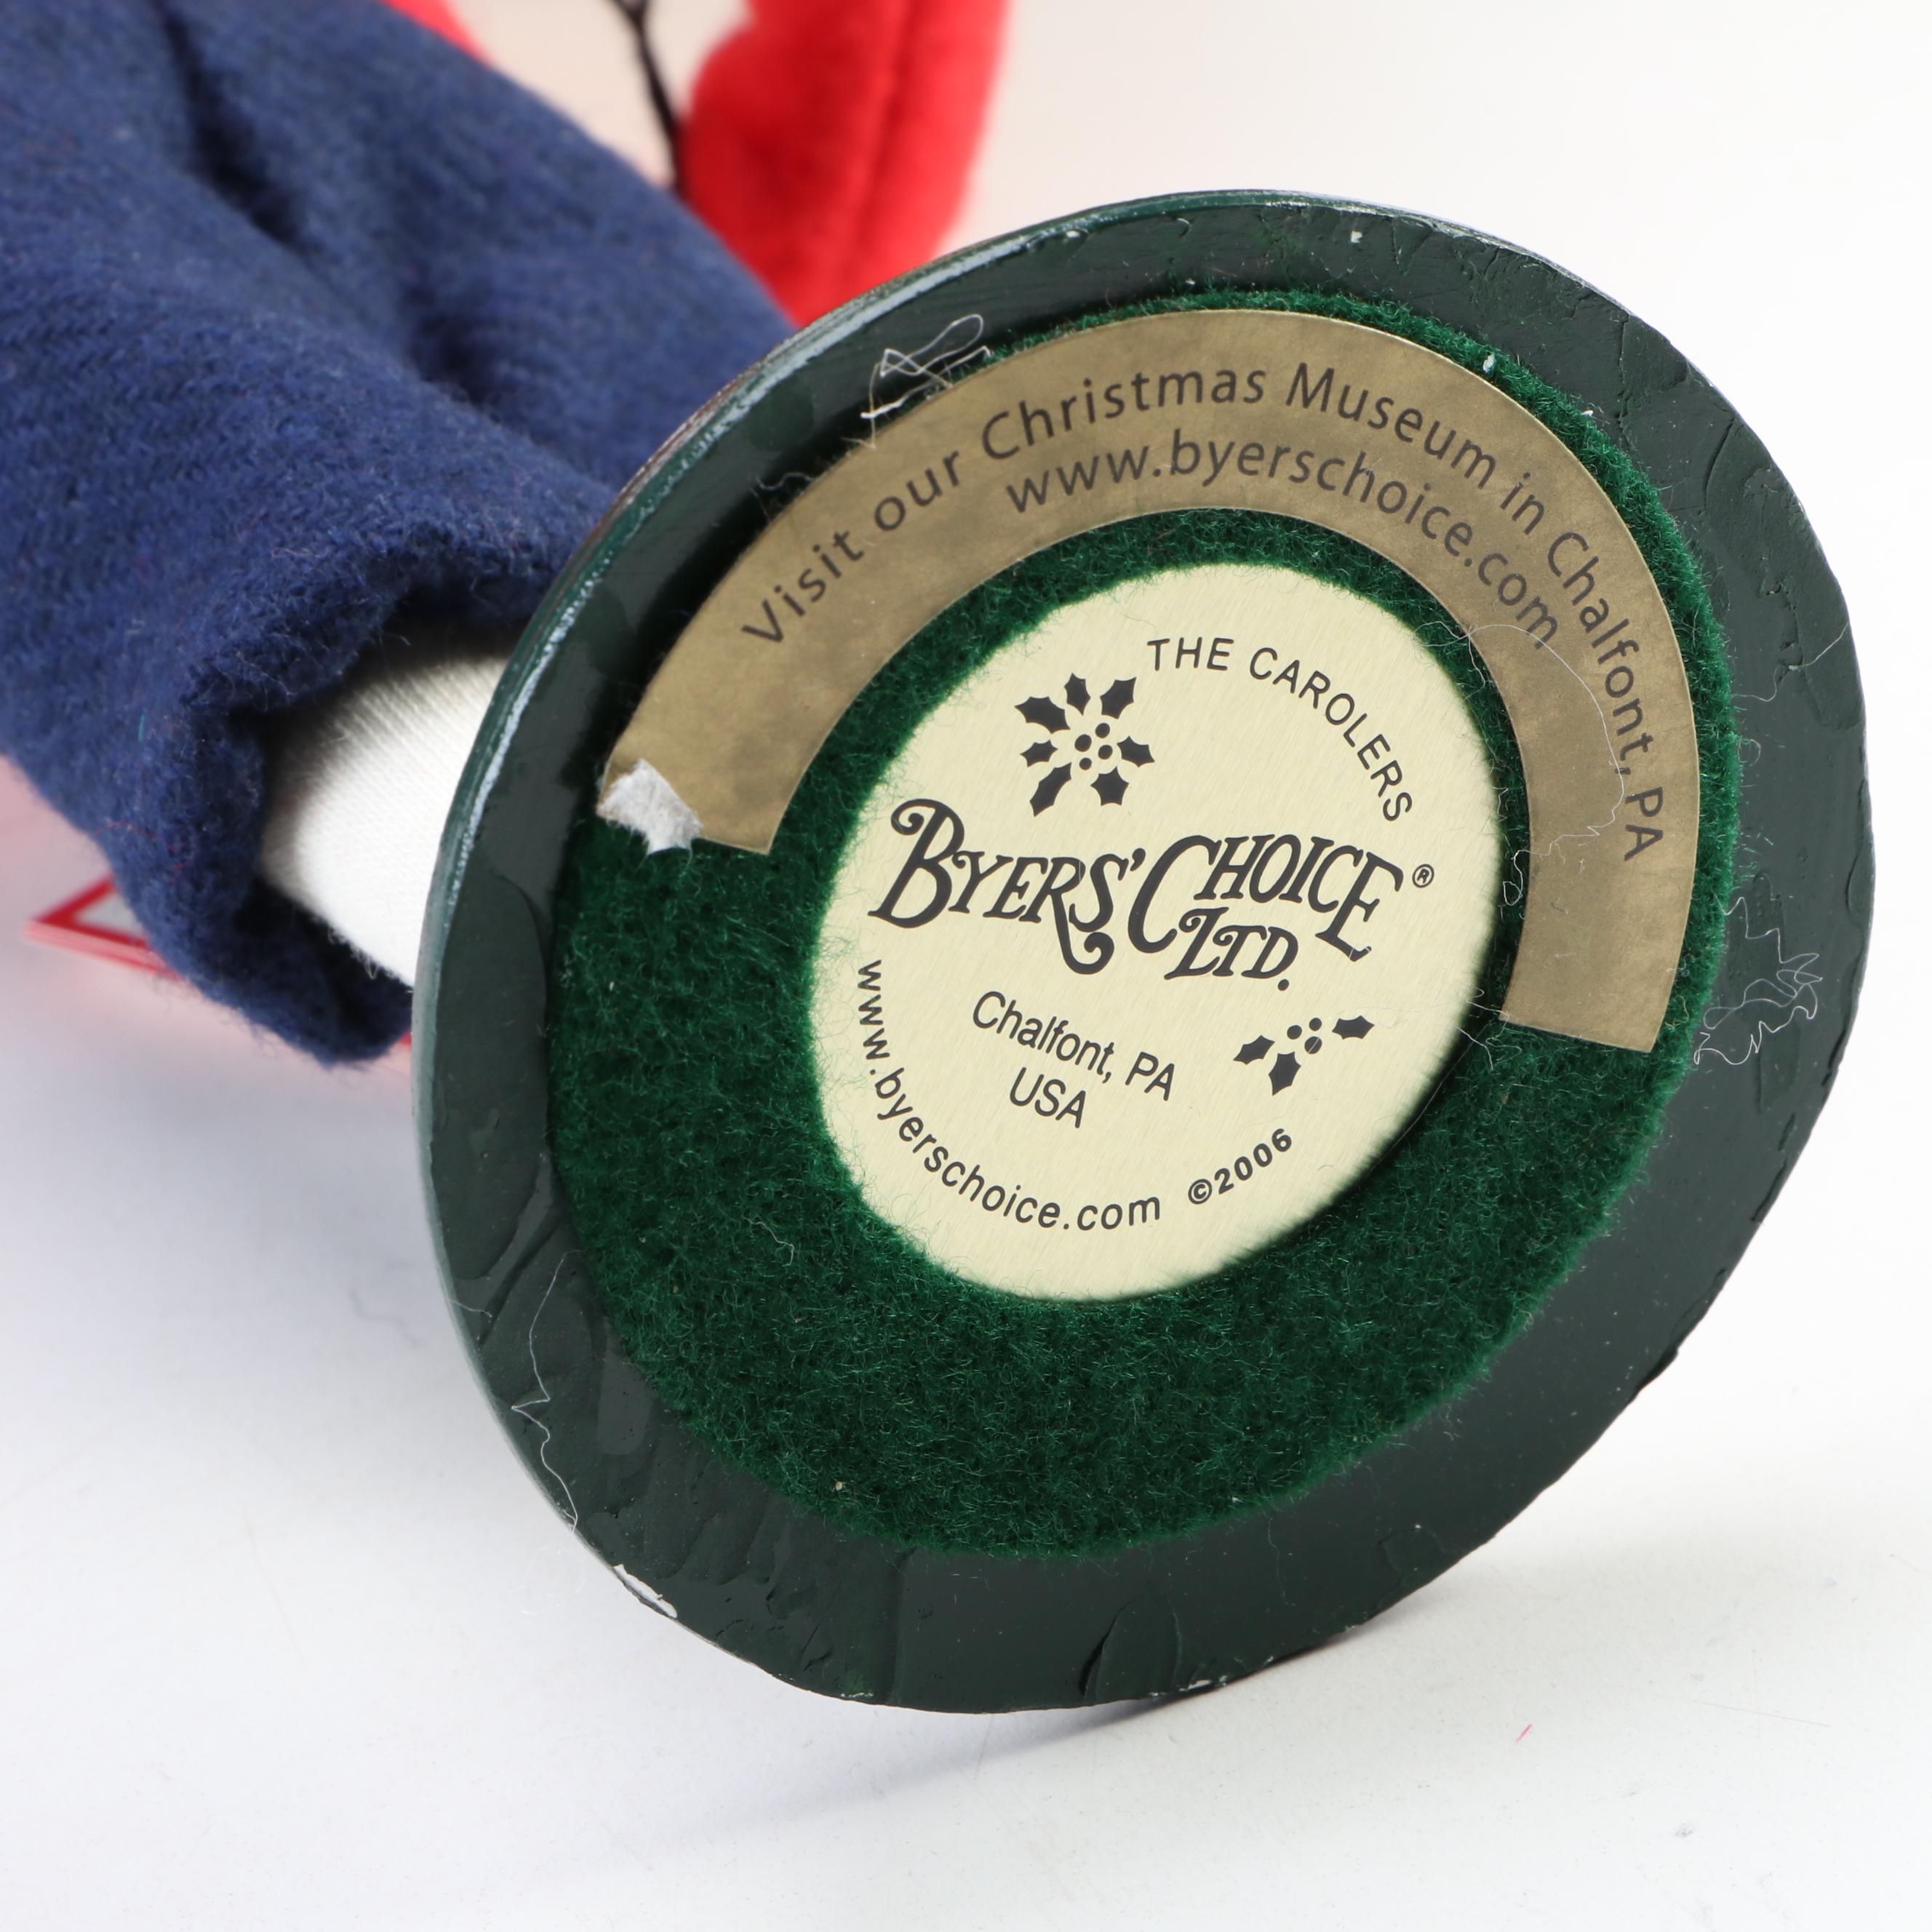 Visit our Christmas Museum in Chalfont, PA
www.byerschoice.com
THE CAROLERS
BYERS' CHOICE®
LTD.
Chalfont, PA
USA
www.byerschoice.com ©2006